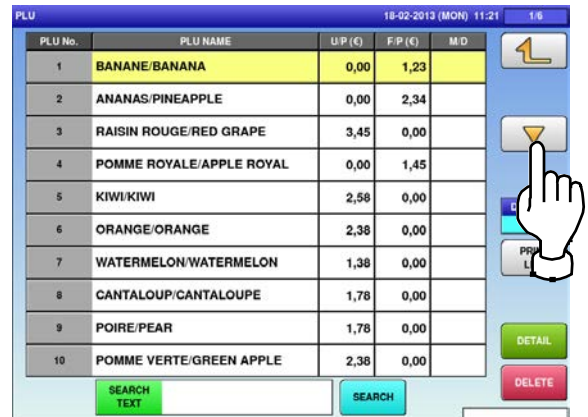 PLU 18-02-2013 (MON) 11:21 1/6
PLU No. PLU NAME U/P (€) F/P (€) M/D
1 BANANE/BANANA 0,00 1,23
2 ANANAS/PINEAPPLE 0,00 2,34
3 RAISIN ROUGE/RED GRAPE 3,45 0,00
4 POMME ROYALE/APPLE ROYAL 0,00 1,45
5 KIWI/KIWI 2,58 0,00
6 ORANGE/ORANGE 2,38 0,00
7 WATERMELON/WATERMELON 1,38 0,00
8 CANTALOUP/CANTALOUPE 1,78 0,00
9 POIRE/PEAR 1,78 0,00
10 POMME VERTE/GREEN APPLE 2,38 0,00
DETAIL
SEARCH
TEXT
SEARCH
DELETE